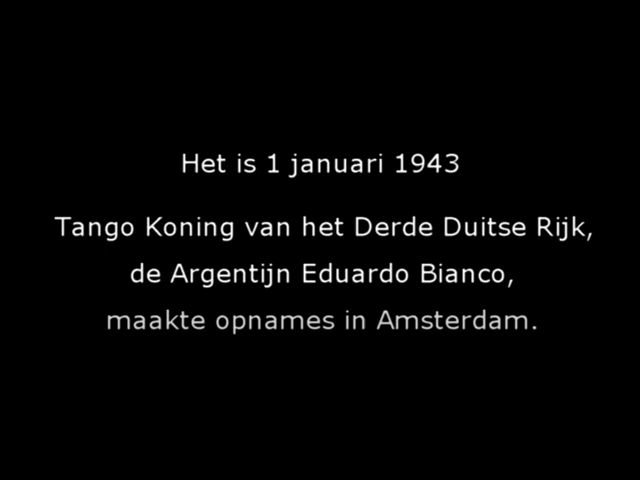 Het is 1 januari 1943
Tango Koning van het Derde Duitse Rijk,
de Argentijn Eduardo Bianco,
maakte opnames in Amsterdam.